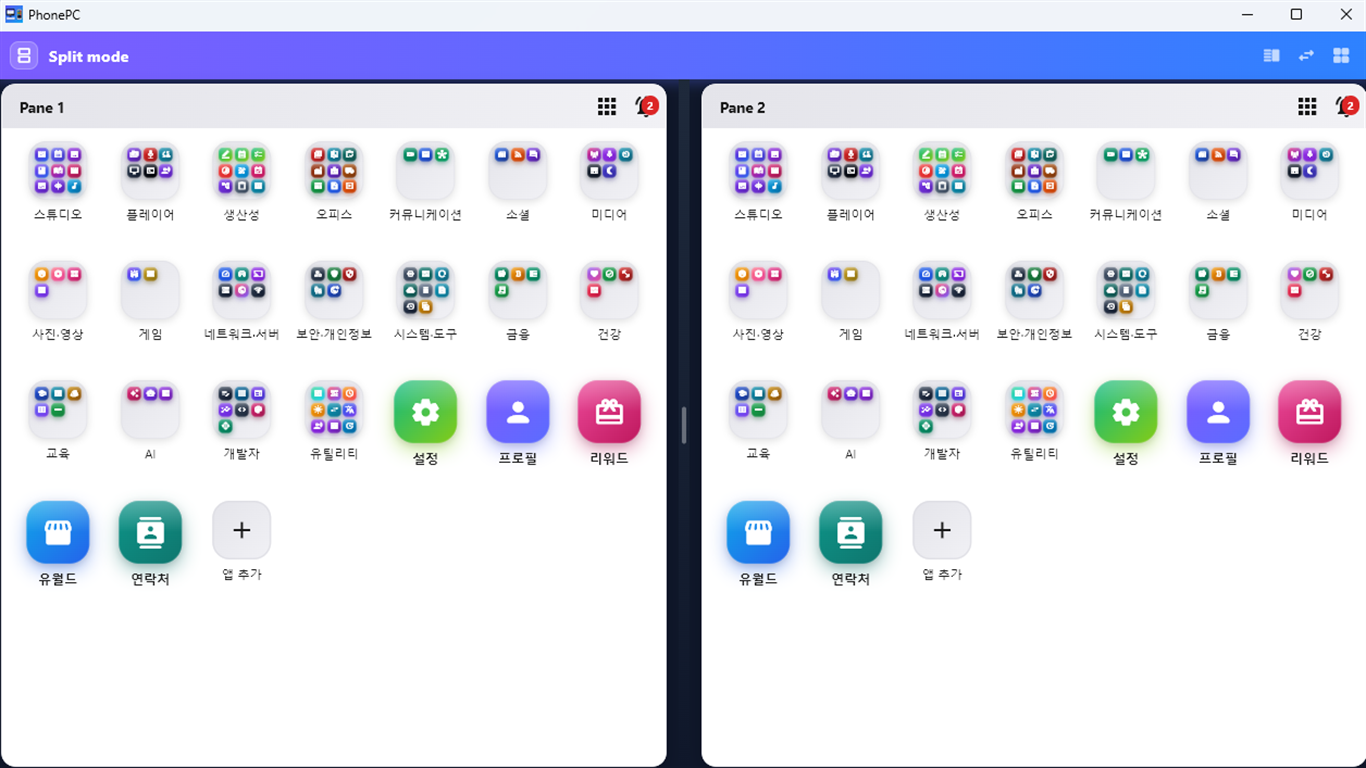 PhonePC
Split mode
Pane 1
2
스튜디오 플레이어 생산성 오피스 커뮤니케이션 소셜 미디어
사진·영상 게임 네트워크·서버 보안·개인정보 시스템·도구 금융 건강
교육 AI 개발자 유틸리티 설정 프로필 리워드
유월드 연락처 앱 추가
Pane 2
2
스튜디오 플레이어 생산성 오피스 커뮤니케이션 소셜 미디어
사진·영상 게임 네트워크·서버 보안·개인정보 시스템·도구 금융 건강
교육 AI 개발자 유틸리티 설정 프로필 리워드
유월드 연락처 앱 추가